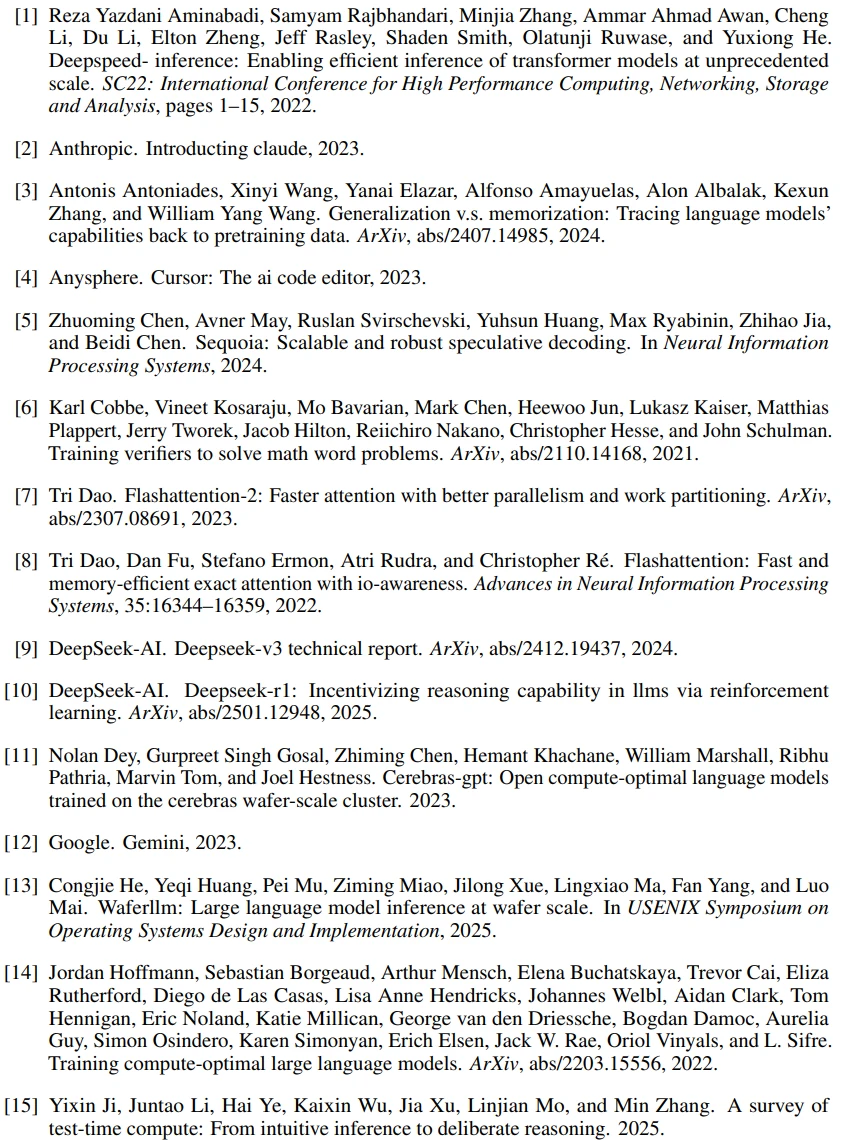 [1] Reza Yazdani Aminabadi, Samyam Rajbhandari, Minjia Zhang, Ammar Ahmad Awan, Cheng
Li, Du Li, Elton Zheng, Jeff Rasley, Shaden Smith, Olatunji Ruwase, and Yuxiong He.
Deepspeed- inference: Enabling efficient inference of transformer models at unprecedented
scale. SC22: International Conference for High Performance Computing, Networking, Storage
and Analysis, pages 1–15, 2022.
[2] Anthropic. Introducting claude, 2023.
[3] Antonis Antoniades, Xinyi Wang, Yanai Elazar, Alfonso Amayuelas, Alon Albalak, Kexun
Zhang, and William Yang Wang. Generalization v.s. memorization: Tracing language models’
capabilities back to pretraining data. ArXiv, abs/2407.14985, 2024.
[4] Anysphere. Cursor: The ai code editor, 2023.
[5] Zhuoming Chen, Avner May, Ruslan Svirschevski, Yuhsun Huang, Max Ryabinin, Zhihao Jia,
and Beidi Chen. Sequoia: Scalable and robust speculative decoding. In Neural Information
Processing Systems, 2024.
[6] Karl Cobbe, Vineet Kosaraju, Mo Bavarian, Mark Chen, Heewoo Jun, Lukasz Kaiser, Matthias
Plappert, Jerry Tworek, Jacob Hilton, Reiichiro Nakano, Christopher Hesse, and John Schulman.
Training verifiers to solve math word problems. ArXiv, abs/2110.14168, 2021.
[7] Tri Dao. Flashattention-2: Faster attention with better parallelism and work partitioning. ArXiv,
abs/2307.08691, 2023.
[8] Tri Dao, Dan Fu, Stefano Ermon, Atri Rudra, and Christopher Ré. Flashattention: Fast and
memory-efficient exact attention with io-awareness. Advances in Neural Information Processing
Systems, 35:16344–16359, 2022.
[9] DeepSeek-AI. Deepseek-v3 technical report. ArXiv, abs/2412.19437, 2024.
[10] DeepSeek-AI. Deepseek-r1: Incentivizing reasoning capability in llms via reinforcement
learning. ArXiv, abs/2501.12948, 2025.
[11] Nolan Dey, Gurpreet Singh Gosal, Zhiming Chen, Hemant Khachane, William Marshall, Ribhu
Pathria, Marvin Tom, and Joel Hestness. Cerebras-gpt: Open compute-optimal language models
trained on the cerebras wafer-scale cluster. 2023.
[12] Google. Gemini, 2023.
[13] Congjie He, Yeqi Huang, Pei Mu, Ziming Miao, Jilong Xue, Lingxiao Ma, Fan Yang, and Luo
Mai. Waferllm: Large language model inference at wafer scale. In USENIX Symposium on
Operating Systems Design and Implementation, 2025.
[14] Jordan Hoffmann, Sebastian Borgeaud, Arthur Mensch, Elena Buchatskaya, Trevor Cai, Eliza
Rutherford, Diego de Las Casas, Lisa Anne Hendricks, Johannes Welbl, Aidan Clark, Tom
Hennigan, Eric Noland, Katie Millican, George van den Driessche, Bogdan Damoc, Aurelia
Guy, Simon Osindero, Karen Simonyan, Erich Elsen, Jack W. Rae, Oriol Vinyals, and L. Sifre.
Training compute-optimal large language models. ArXiv, abs/2203.15556, 2022.
[15] Yixin Ji, Juntao Li, Hai Ye, Kaixin Wu, Jia Xu, Linjian Mo, and Min Zhang. A survey of
test-time compute: From intuitive inference to deliberate reasoning. 2025.